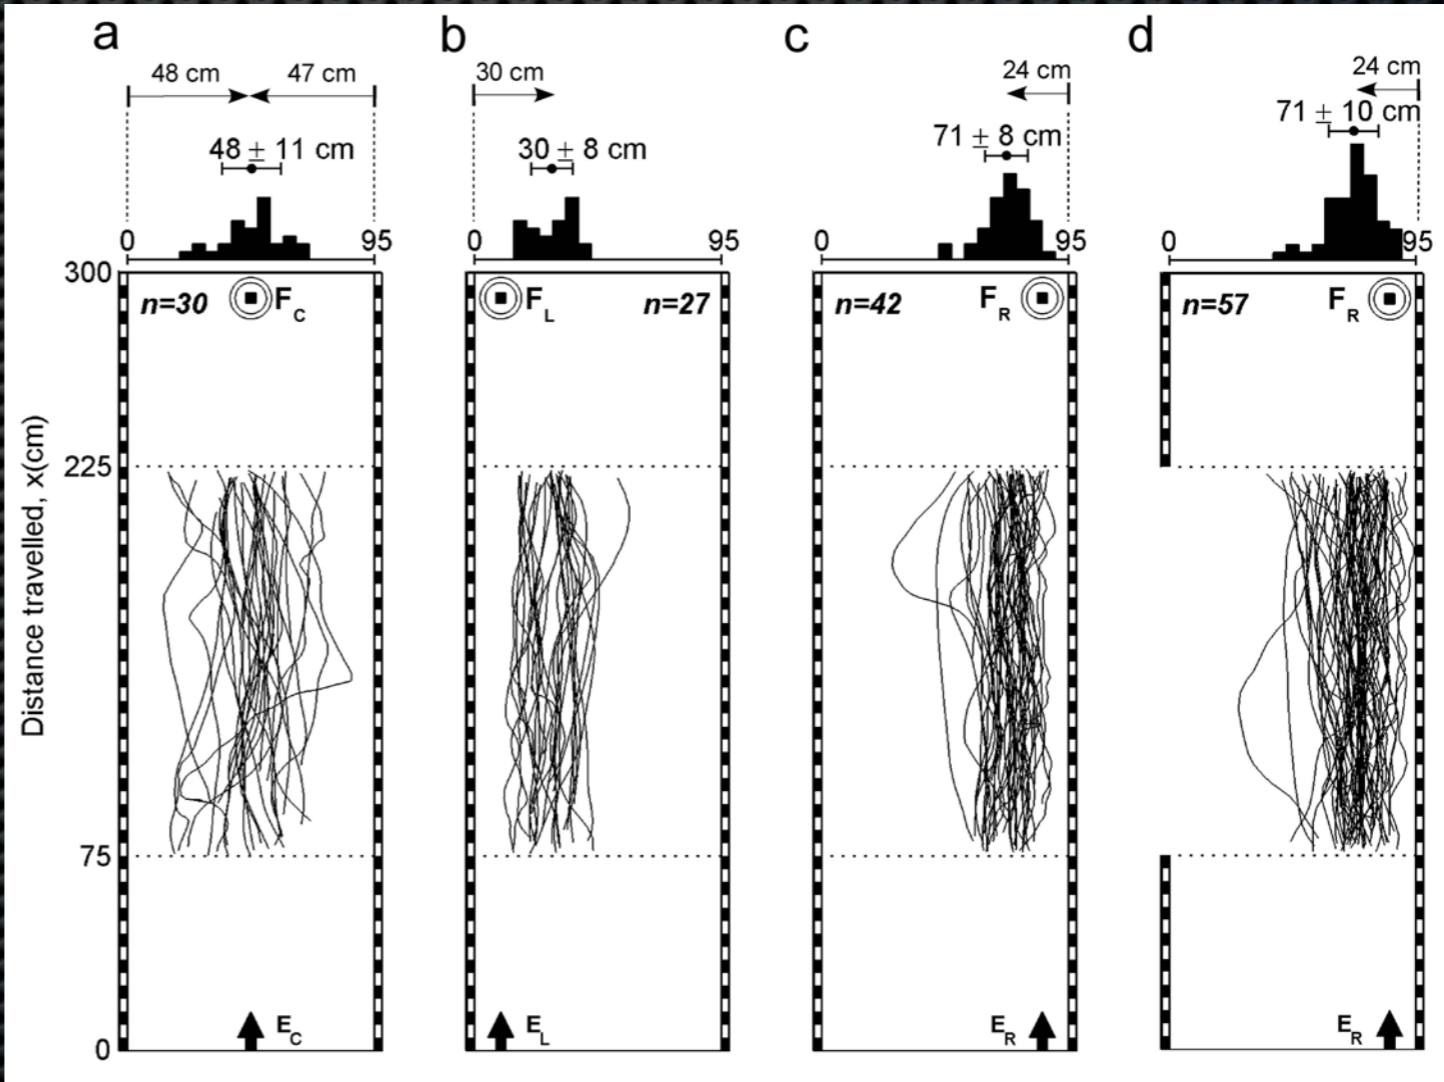 a
48 cm
47 cm
48 ± 11 cm
0
95
300
n=30
F C
225
Distance travelled, x(cm)
75
0
E C
b
30 cm
30 ± 8 cm
0
95
F L
n=27
E L
c
24 cm
71 ± 8 cm
0
95
n=42
F R
E R
d
24 cm
71 ± 10 cm
0
95
n=57
F R
E R